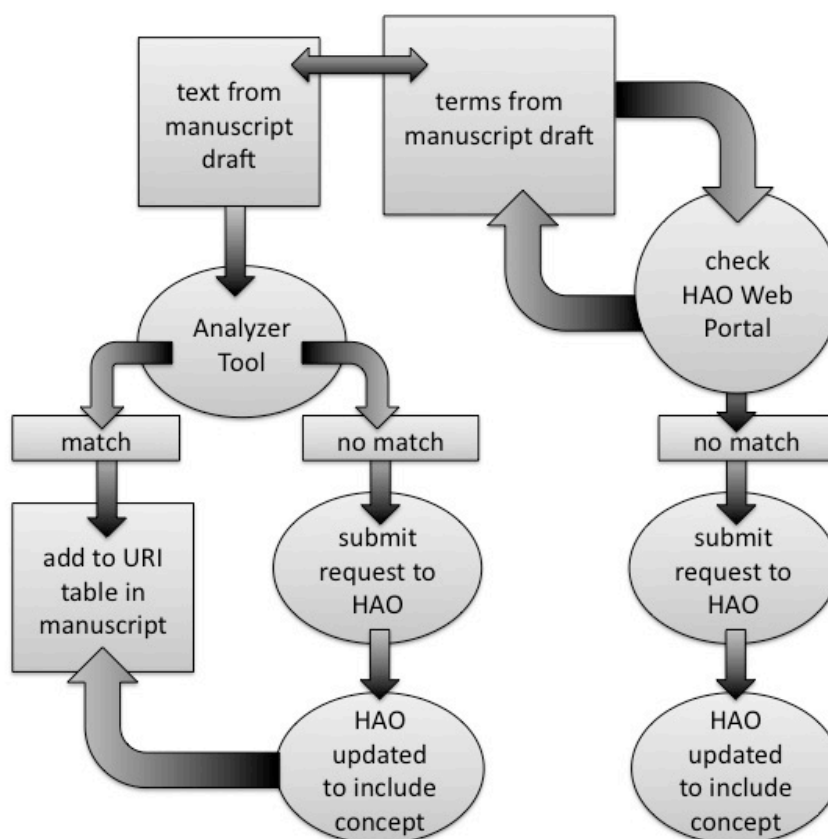 text from
manuscript
draft
terms from
manuscript draft
check
HAO Web
Portal
Analyzer
Tool
match
no match
no match
add to URI
table in
manuscript
submit
request to
HAO
submit
request to
HAO
HAO
updated
to include
concept
HAO
updated
to include
concept